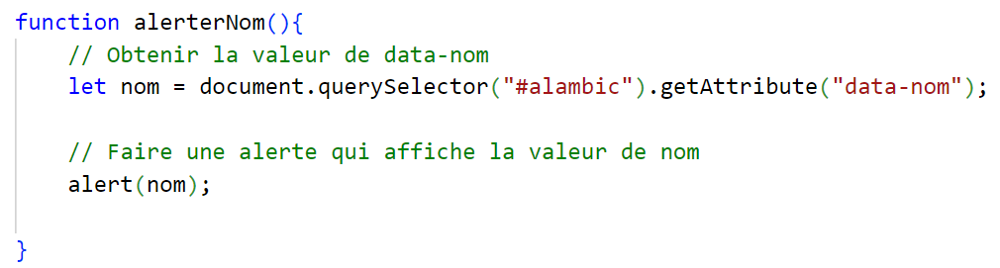 function alerterNom(){
// Obtenir la valeur de data-nom
let nom = document.querySelector("#alambic").getAttribute("data-nom");
// Faire une alerte qui affiche la valeur de nom
alert(nom);
}